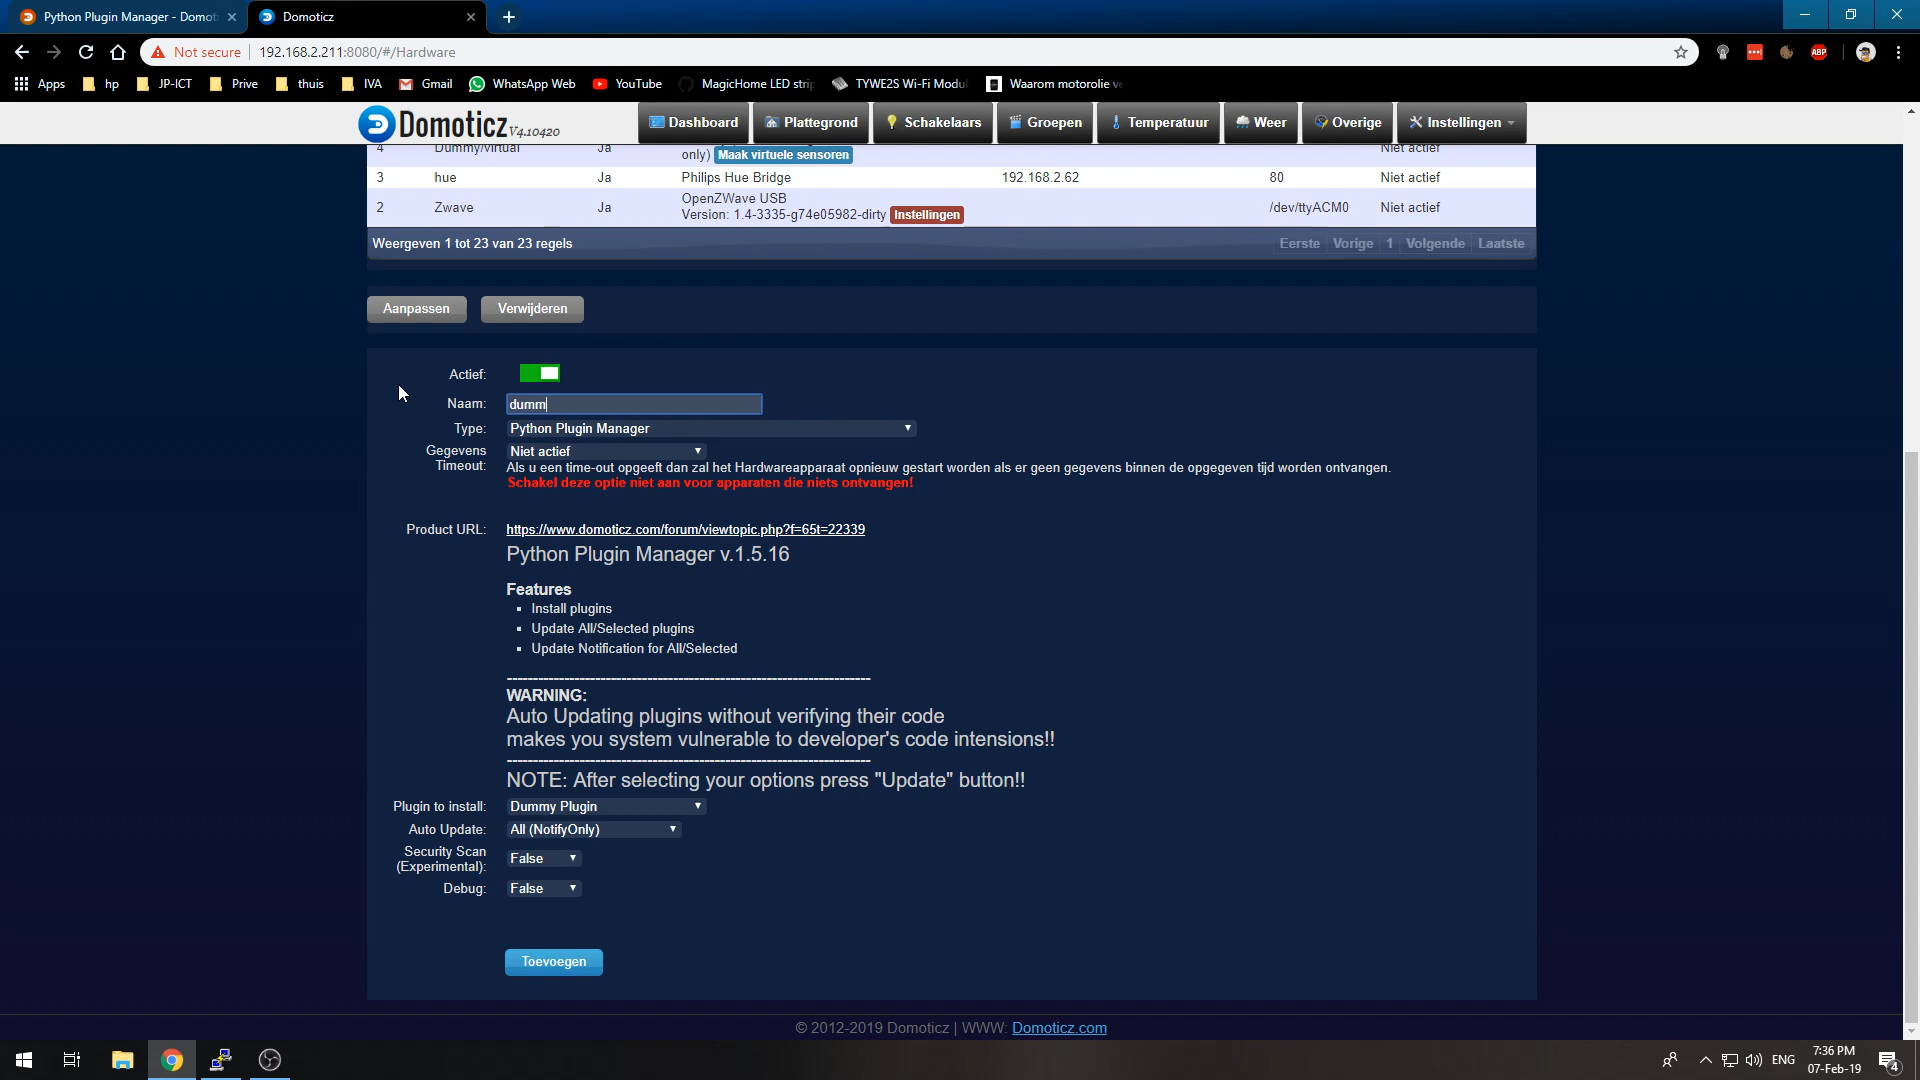 Python Plugin Manager - Domot
Domoticz
Not secure
192.168.2.211:8080/#/Hardware
ABP
Apps
hp
JP-ICT
Prive
thuis
IVA
Gmail
WhatsApp Web
YouTube
MagicHome LED strip
TYWE2S Wi-Fi Modul
Waarom motorolie ve
Domoticz V4.10420
Dashboard
Plattegrond
Schakelaars
Groepen
Temperatuur
Weer
Overige
Instellingen
4 Dummy/virtual Ja only) Maak virtuele sensoren Niet actief
3 hue Ja Philips Hue Bridge 192.168.2.62 80 Niet actief
2 Zwave Ja OpenZWave USB /dev/ttyACM0 Niet actief
Version: 1.4-3335-g74e05982-dirty Instellingen
Weergeven 1 tot 23 van 23 regels
Eerste Vorige 1 Volgende Laatste
Aanpassen
Verwijderen
Actief:
Naam: dumm
Type: Python Plugin Manager
Gegevens Timeout: Niet actief
Als u een time-out opgeeft dan zal het Hardwareapparaat opnieuw gestart worden als er geen gegevens binnen de opgegeven tijd worden ontvangen.
Schakel deze optie niet aan voor apparaten die niets ontvangen!
Product URL: https://www.domoticz.com/forum/viewtopic.php?f=65t=22339
Python Plugin Manager v.1.5.16
Features
Install plugins
Update All/Selected plugins
Update Notification for All/Selected
WARNING:
Auto Updating plugins without verifying their code
makes you system vulnerable to developer's code intensions!!
NOTE: After selecting your options press "Update" button!!
Plugin to install: Dummy Plugin
Auto Update: All (NotifyOnly)
Security Scan
(Experimental): False
Debug: False
Toevoegen
© 2012-2019 Domoticz | WWW: Domoticz.com
ENG
7:36 PM
07-Feb-19
4